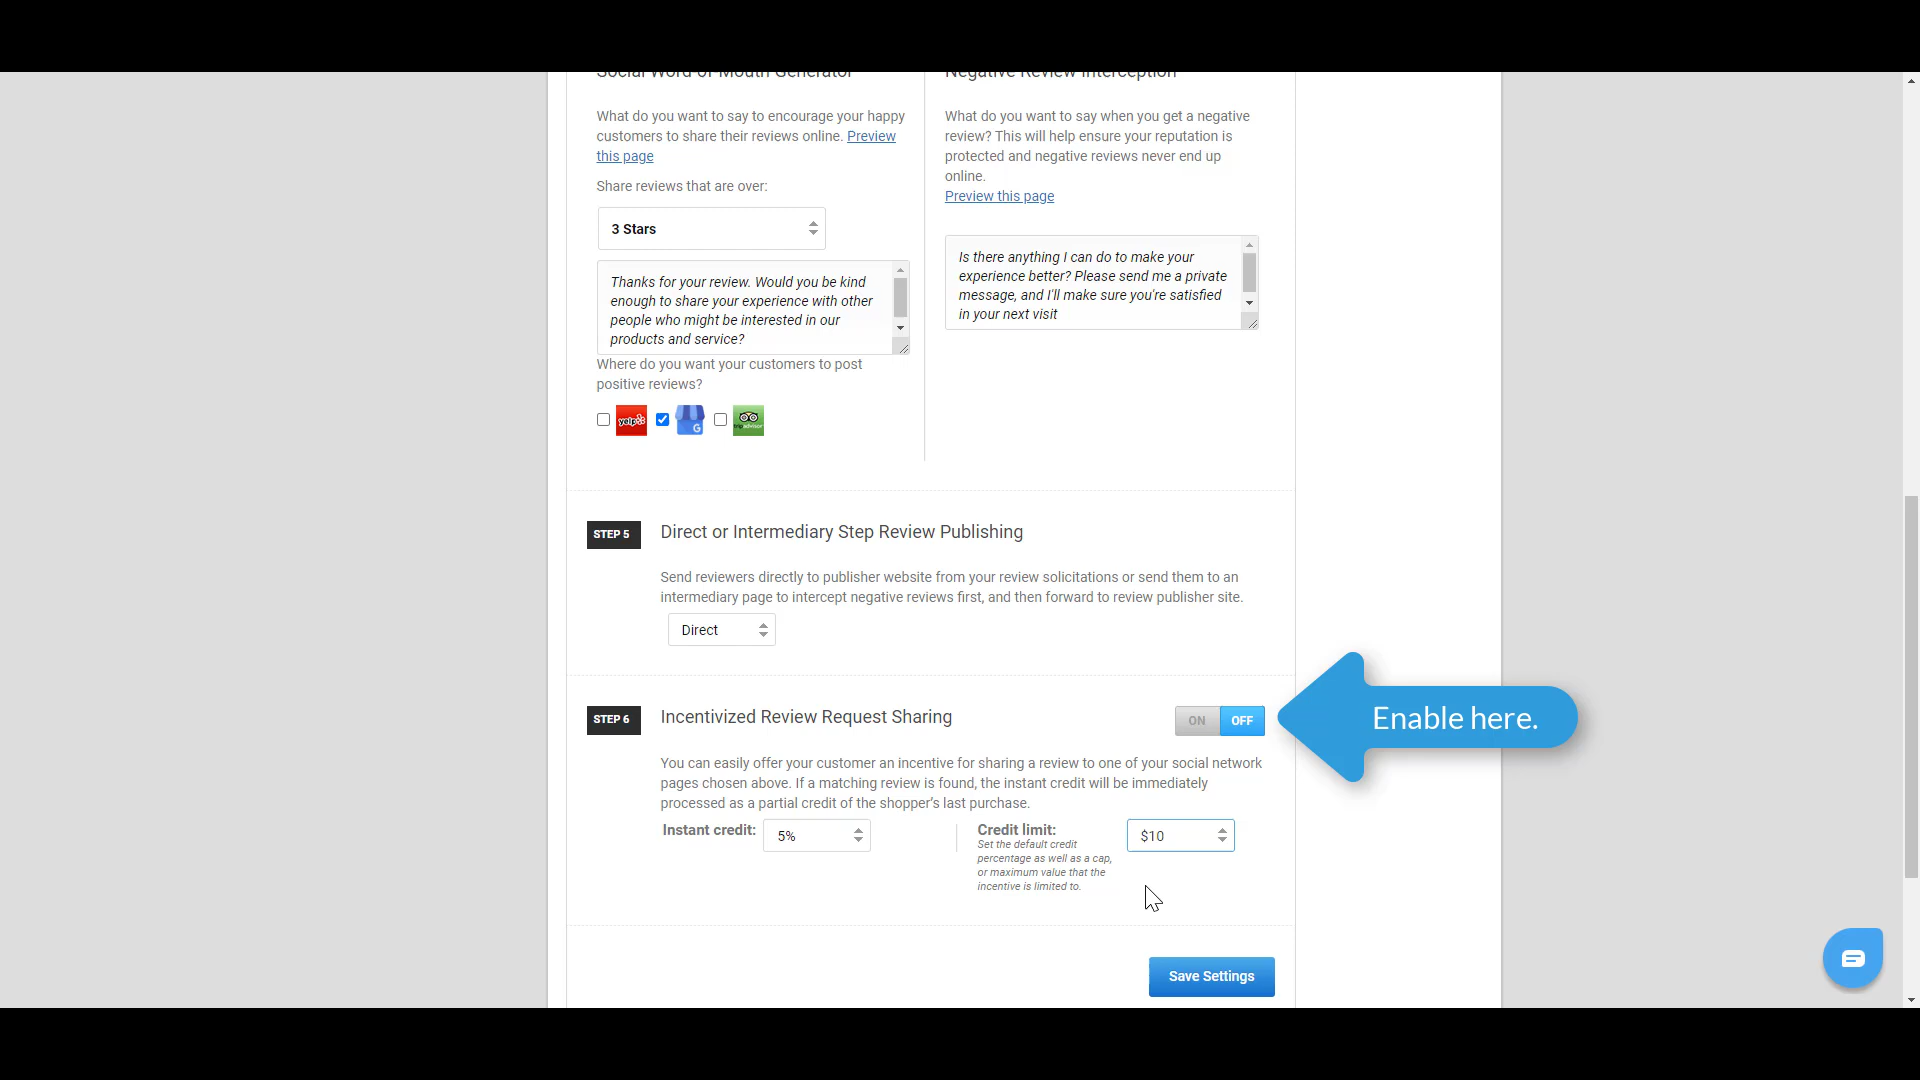 Social Word-of-Mouth Generator
What do you want to say to encourage your happy
customers to share their reviews online. Preview
this page
Share reviews that are over:
3 Stars
Thanks for your review. Would you be kind
enough to share your experience with other
people who might be interested in our
products and service?
Where do you want your customers to post
positive reviews?
yelp
G
tripadvisor
Negative Review Interception
What do you want to say when you get a negative
review? This will help ensure your reputation is
protected and negative reviews never end up
online.
Preview this page
Is there anything I can do to make your
experience better? Please send me a private
message, and I'll make sure you're satisfied
in your next visit
STEP 5
Direct or Intermediary Step Review Publishing
Send reviewers directly to publisher website from your review solicitations or send them to an
intermediary page to intercept negative reviews first, and then forward to review publisher site.
Direct
STEP 6
Incentivized Review Request Sharing
ON OFF
Enable here.
You can easily offer your customer an incentive for sharing a review to one of your social network
pages chosen above. If a matching review is found, the instant credit will be immediately
processed as a partial credit of the shopper's last purchase.
Instant credit: 5%
Credit limit: $10
Set the default credit
percentage as well as a cap,
or maximum value that the
incentive is limited to.
Save Settings